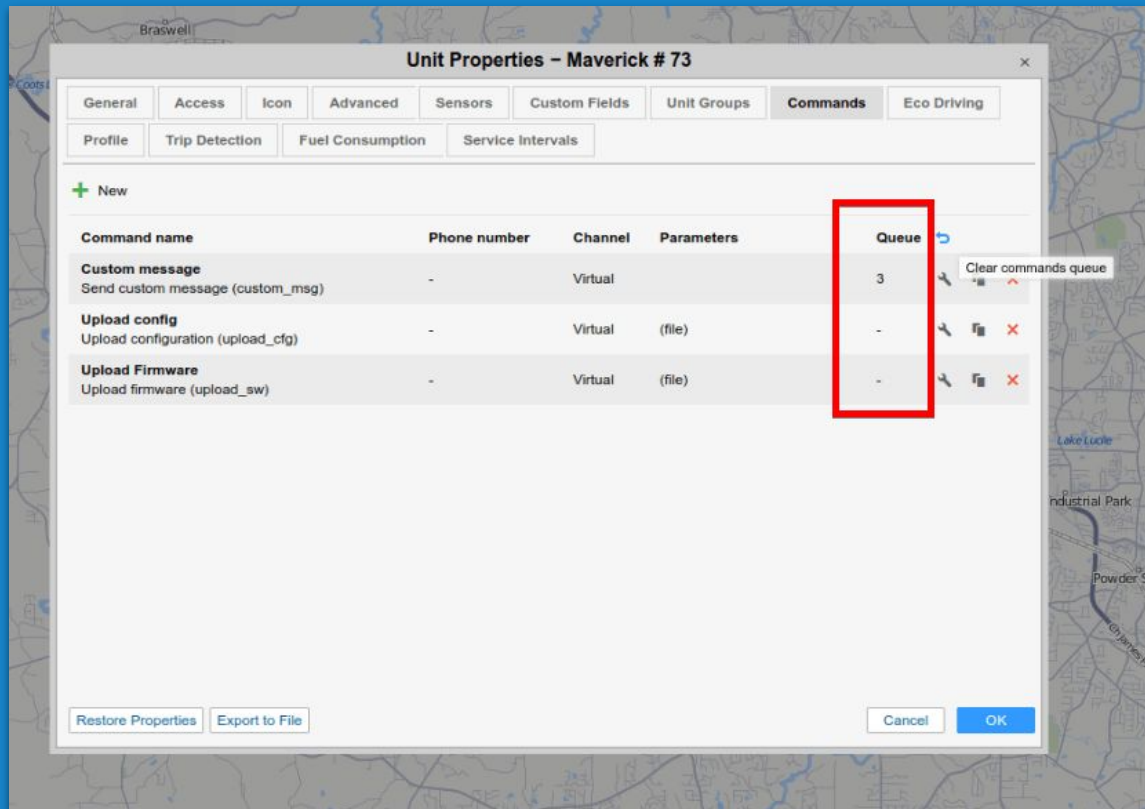 Braswell
Unit Properties – Maverick # 73
×
General Access Icon Advanced Sensors Custom Fields Unit Groups Commands Eco Driving
Profile Trip Detection Fuel Consumption Service Intervals
New
Command name Phone number Channel Parameters Queue
Clear commands queue
Custom message
Send custom message (custom_msg) - Virtual 3
Upload config
Upload configuration (upload_cfg) - Virtual (file) -
Upload Firmware
Upload firmware (upload_sw) - Virtual (file) -
Lake Lucile
ndustrial Park
Powder S
Restore Properties Export to File Cancel OK